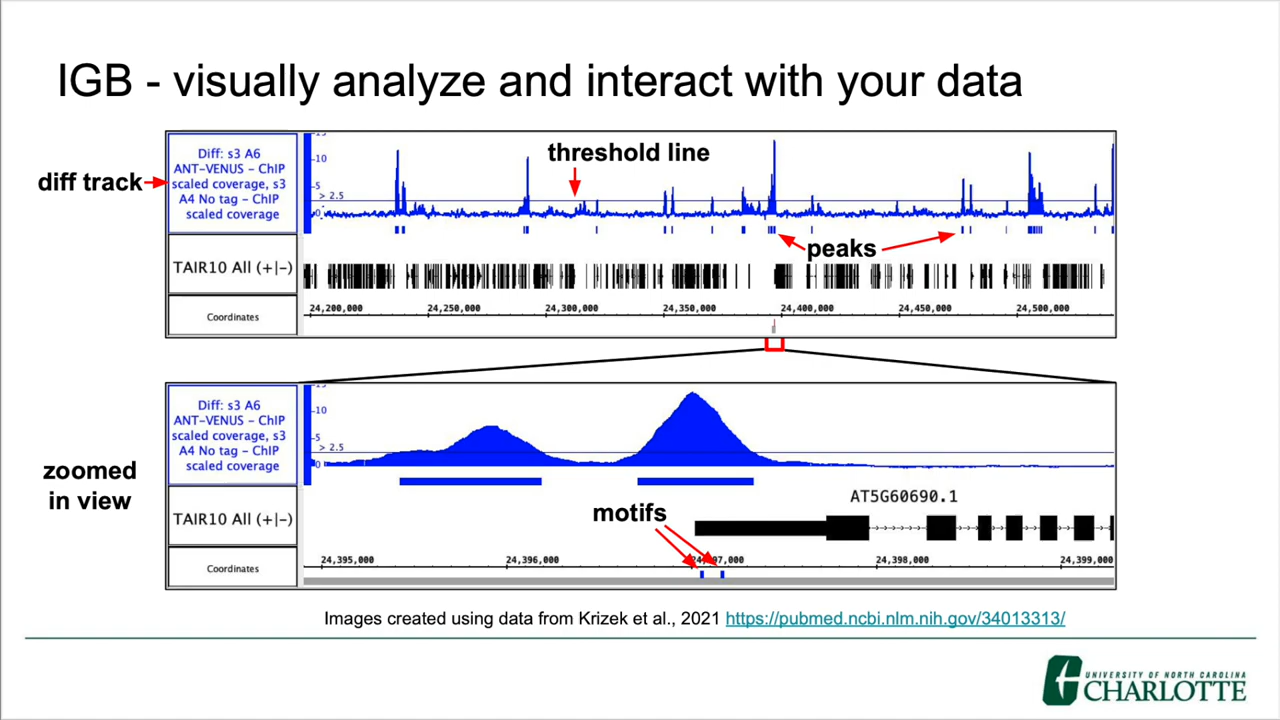 IGB - visually analyze and interact with your data
diff track
Diff: s3 A6
ANT-VENUS - ChIP
scaled coverage, s3
A4 No tag - ChIP
scaled coverage
15
10
5
> 2.5
0
threshold line
peaks
TAIR10 All (+|-)
Coordinates
24,200,000 24,250,000 24,300,000 24,350,000 24,400,000 24,450,000 24,500,000
zoomed
in view
Diff: s3 A6
ANT-VENUS - ChIP
scaled coverage, s3
A4 No tag - ChIP
scaled coverage
15
10
5
> 2.5
0
AT5G60690.1
TAIR10 All (+|-)
motifs
Coordinates
24,395,000 24,396,000 24,397,000 24,398,000 24,399,000
Images created using data from Krizek et al., 2021 https://pubmed.ncbi.nlm.nih.gov/34013313/
UNIVERSITY OF NORTH CAROLINA
CHARLOTTE